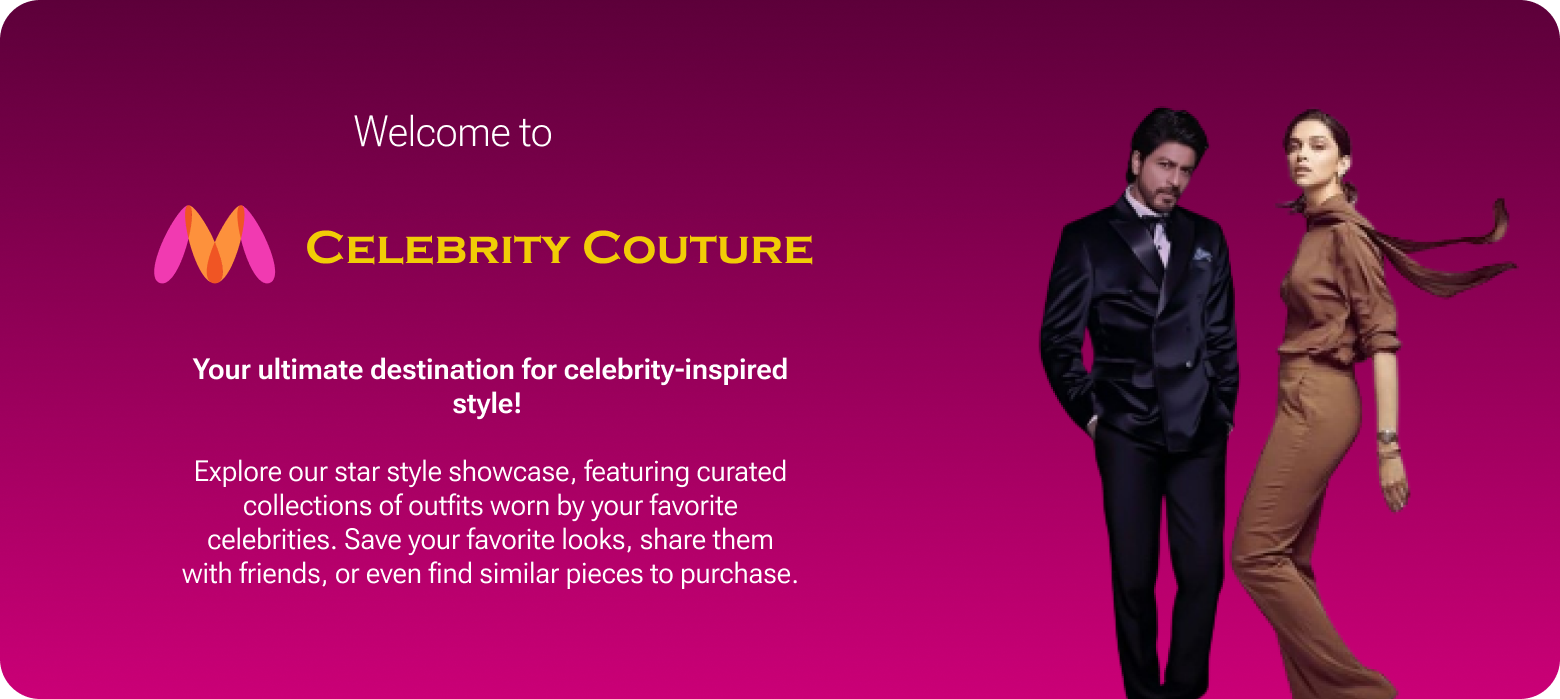 Welcome to
CELEBRITY COUTURE
Your ultimate destination for celebrity-inspired
style!
Explore our star style showcase, featuring curated
collections of outfits worn by your favorite
celebrities. Save your favorite looks, share them
with friends, or even find similar pieces to purchase.